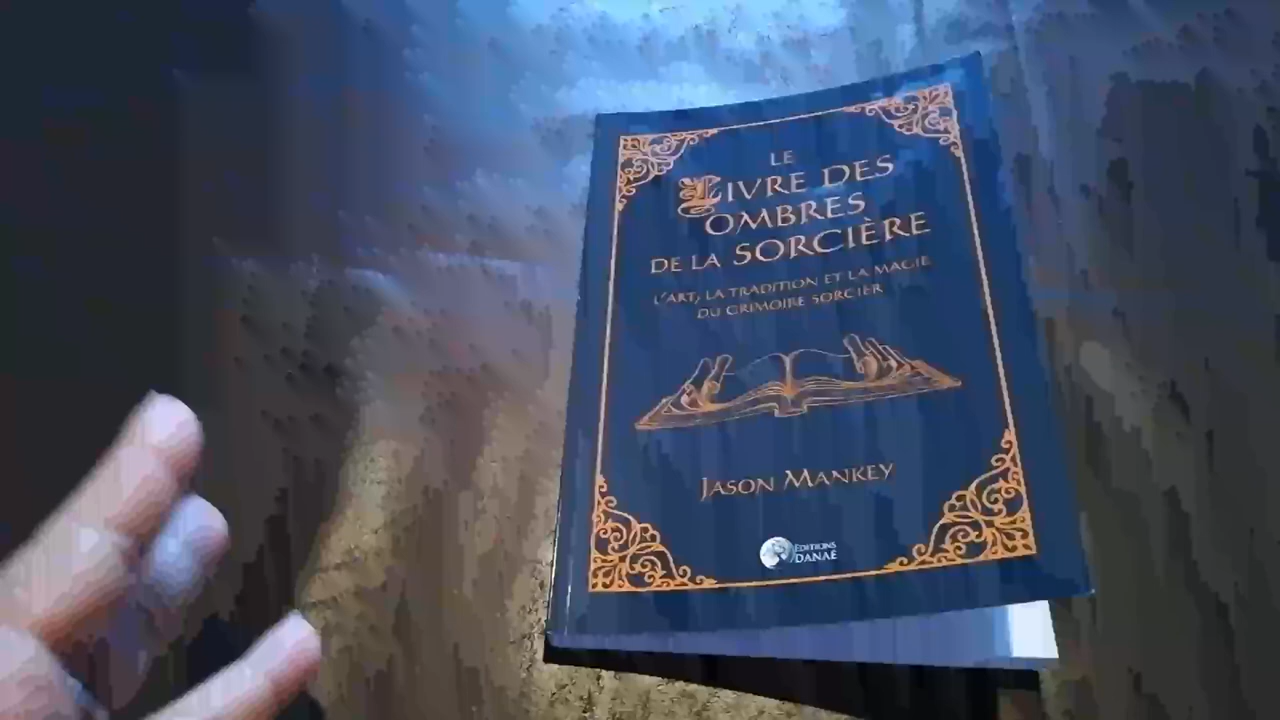 LE
LIVRE DES
OMBRES
DE LA SORCIÈRE
L'ART, LA TRADITION ET LA MAGIE
DU GRIMOIRE SORCIER
JASON MANKEY
ÉDITIONS
DANAÉ